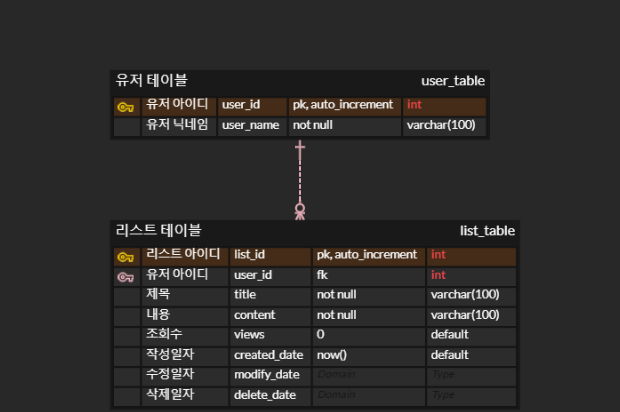 유저 테이블 user_table
유저 아이디 user_id pk, auto_increment int
유저 닉네임 user_name not null varchar(100)
리스트 테이블 list_table
리스트 아이디 list_id pk, auto_increment int
유저 아이디 user_id fk int
제목 title not null varchar(100)
내용 content not null varchar(100)
조회수 views 0 default
작성일자 created_date now() default
수정일자 modify_date Domain Type
삭제일자 delete_date Domain Type